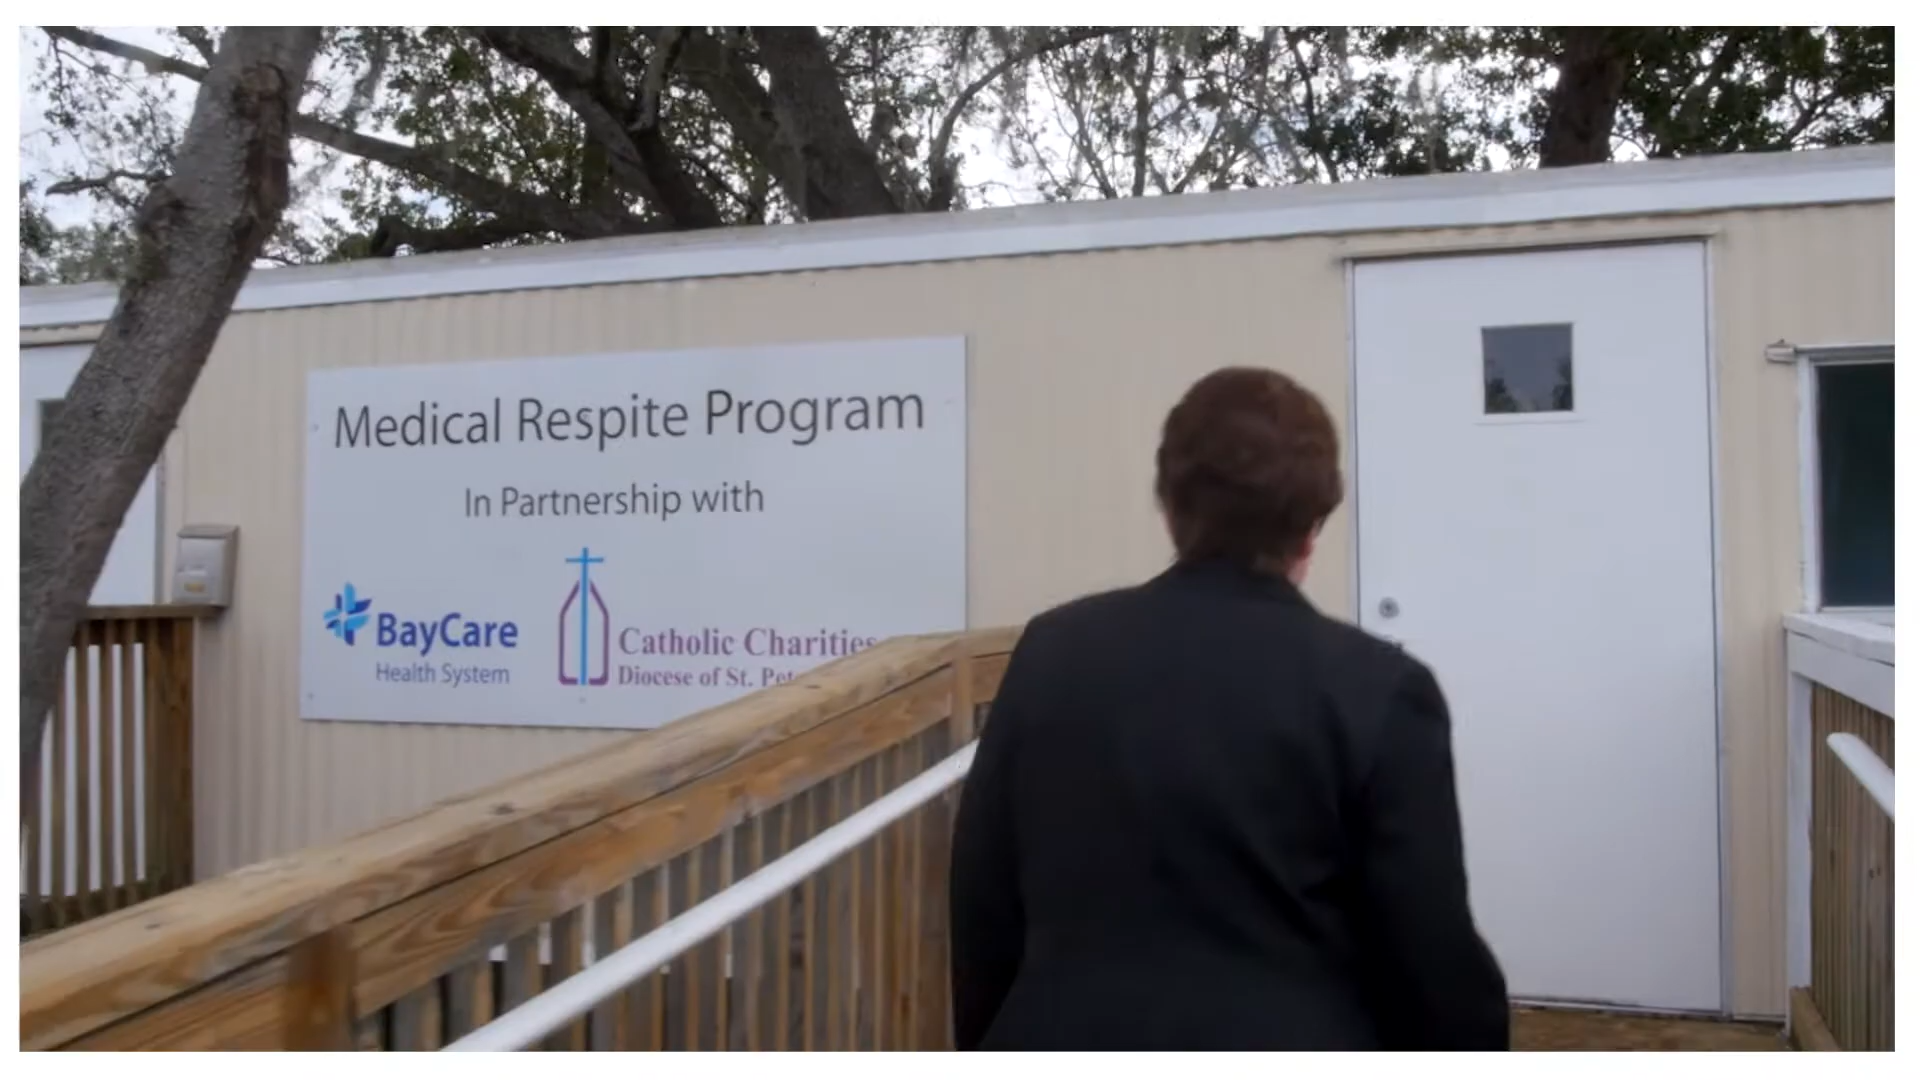 Medical Respite Program
In Partnership with
BayCare
Health System
Catholic Charities
Diocese of St.